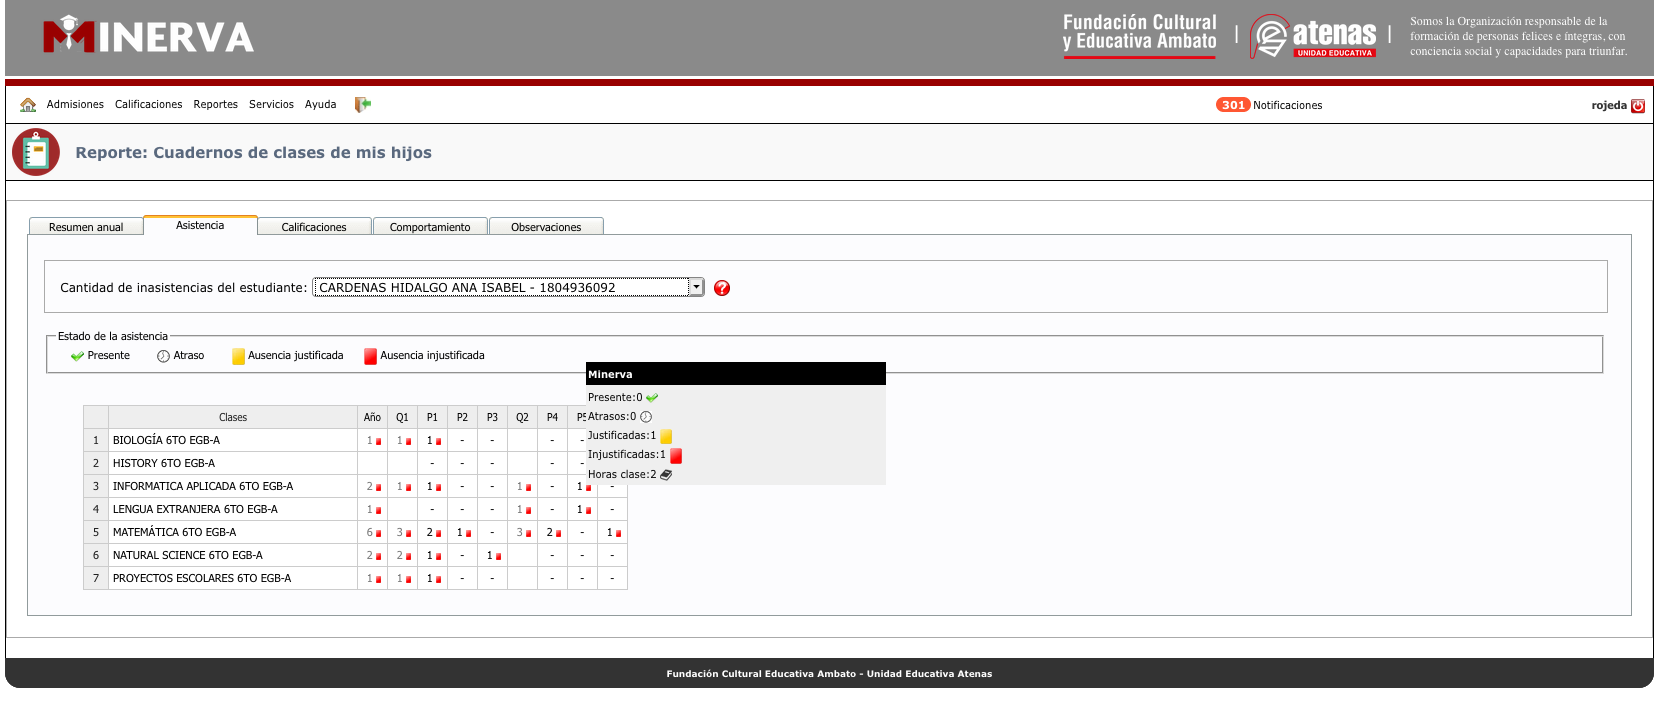 MINERVA
Fundación Cultural
y Educativa Ambato
atenas
UNIDAD EDUCATIVA
Somos la Organización responsable de la
formación de personas felices e íntegras, con
conciencia social y capacidades para triunfar.
Admisiones Calificaciones Reportes Servicios Ayuda 301 Notificaciones rojeda
Reporte: Cuadernos de clases de mis hijos
Resumen anual Asistencia Calificaciones Comportamiento Observaciones
Cantidad de inasistencias del estudiante: CARDENAS HIDALGO ANA ISABEL - 1804936092 ?
Estado de la asistencia
Presente Atraso Ausencia justificada Ausencia injustificada
Minerva
Presente:0
Atrasos:0
Justificadas:1
Injustificadas:1
Horas clase:2
Clases Año Q1 P1 P2 P3 Q2 P4
1 BIOLOGÍA 6TO EGB-A 1 1 1 - - - -
2 HISTORY 6TO EGB-A - - - - -
3 INFORMATICA APLICADA 6TO EGB-A 2 1 1 - - 1 - 1 -
4 LENGUA EXTRANJERA 6TO EGB-A 1 - - - 1 - 1 -
5 MATEMÁTICA 6TO EGB-A 6 3 2 1 - 3 2 - 1
6 NATURAL SCIENCE 6TO EGB-A 2 2 1 - 1 - - -
7 PROYECTOS ESCOLARES 6TO EGB-A 1 1 1 - - - - -
Fundación Cultural Educativa Ambato - Unidad Educativa Atenas